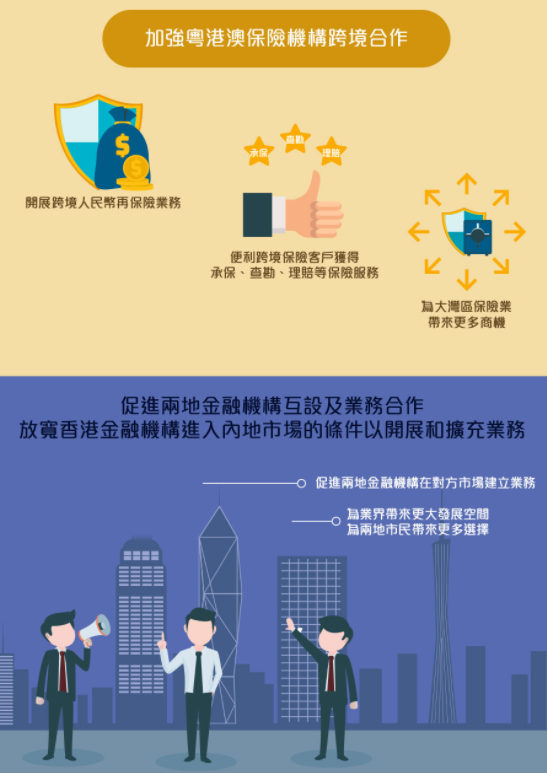 加強粵港澳保險機構跨境合作
開展跨境人民幣再保險業務
承保
查勘
理賠
便利跨境保險客戶獲得
承保、查勘、理賠等保險服務
為大灣區保險業
帶來更多商機
促進兩地金融機構互設及業務合作
放寬香港金融機構進入內地市場的條件以開展和擴充業務
促進兩地金融機構在對方市場建立業務
為業界帶來更大發展空間
為兩地市民帶來更多選擇